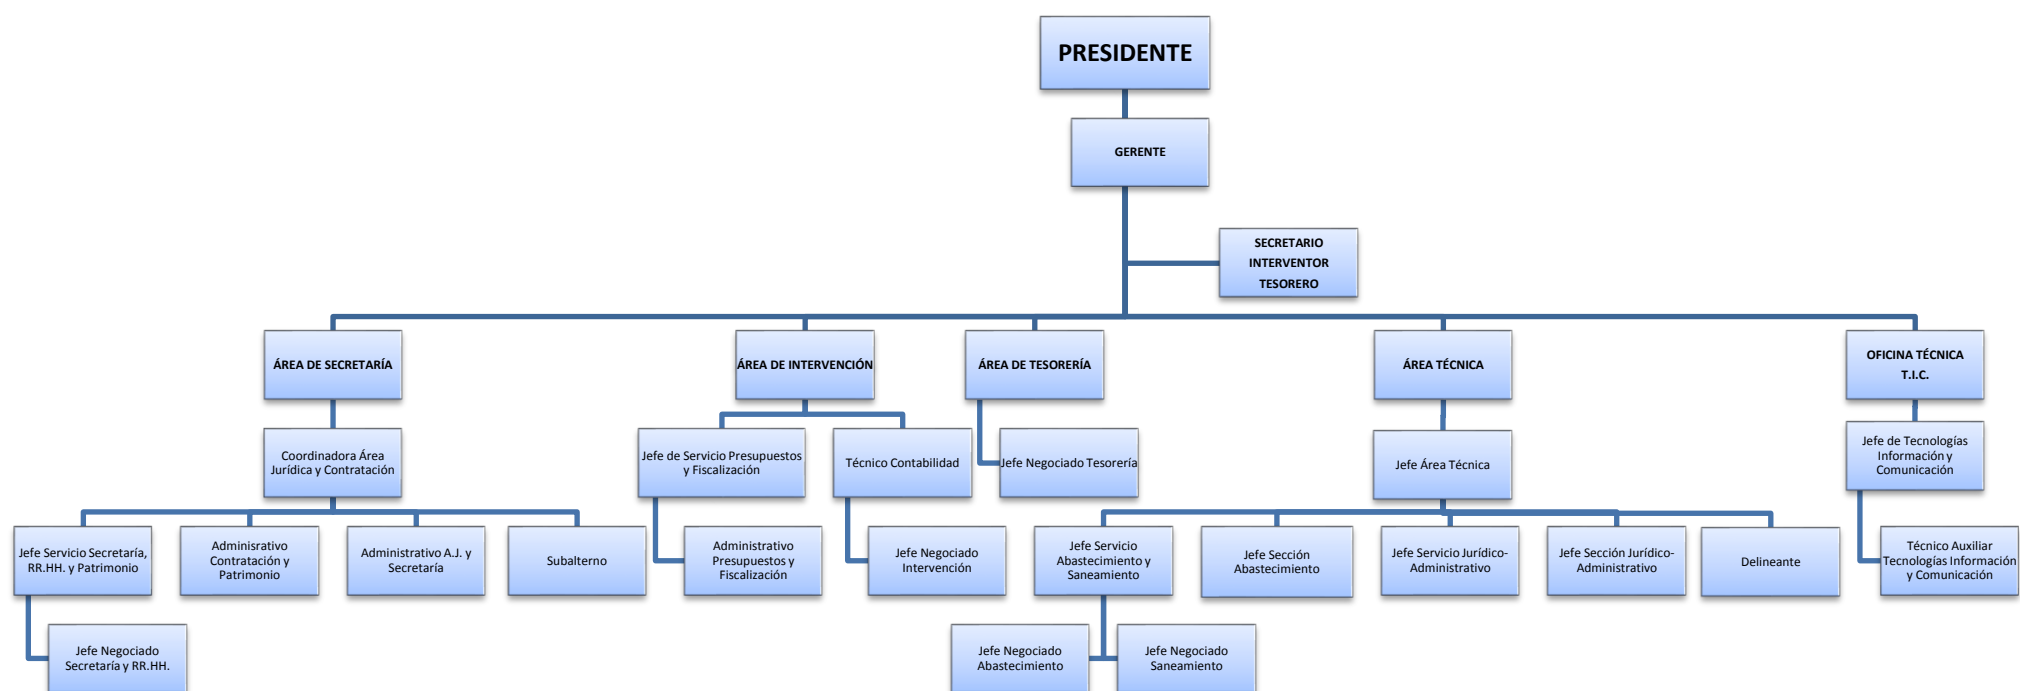 PRESIDENTE
GERENTE
SECRETARIO
INTERVENTOR
TESORERO
ÁREA DE SECRETARÍA
ÁREA DE INTERVENCIÓN
ÁREA DE TESORERÍA
ÁREA TÉCNICA
OFICINA TÉCNICA
T.I.C.
Coordinadora Área
Jurídica y Contratación
Jefe de Servicio Presupuestos
y Fiscalización
Técnico Contabilidad
Jefe Negociado Tesorería
Jefe Área Técnica
Jefe de Tecnologías
Información y
Comunicación
Jefe Servicio Secretaría,
RR.HH. y Patrimonio
Adminisrativo
Contratación y
Patrimonio
Administrativo A.J. y
Secretaría
Subalterno
Administrativo
Presupuestos y
Fiscalización
Jefe Negociado
Intervención
Jefe Servicio
Abastecimiento y
Saneamiento
Jefe Sección
Abastecimiento
Jefe Servicio Jurídico-
Administrativo
Jefe Sección Jurídico-
Administrativo
Delineante
Técnico Auxiliar
Tecnologías Información
y Comunicación
Jefe Negociado
Secretaría y RR.HH.
Jefe Negociado
Abastecimiento
Jefe Negociado
Saneamiento